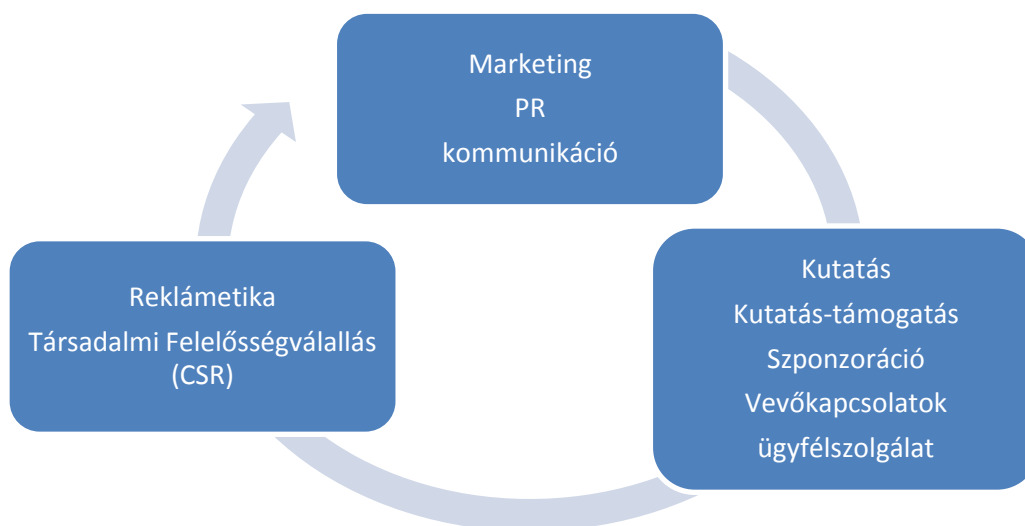 Marketing
PR
kommunikáció
Reklámetika
Társadalmi Felelősségválallás
(CSR)
Kutatás
Kutatás-támogatás
Szponzoráció
Vevőkapcsolatok
ügyfélszolgálat